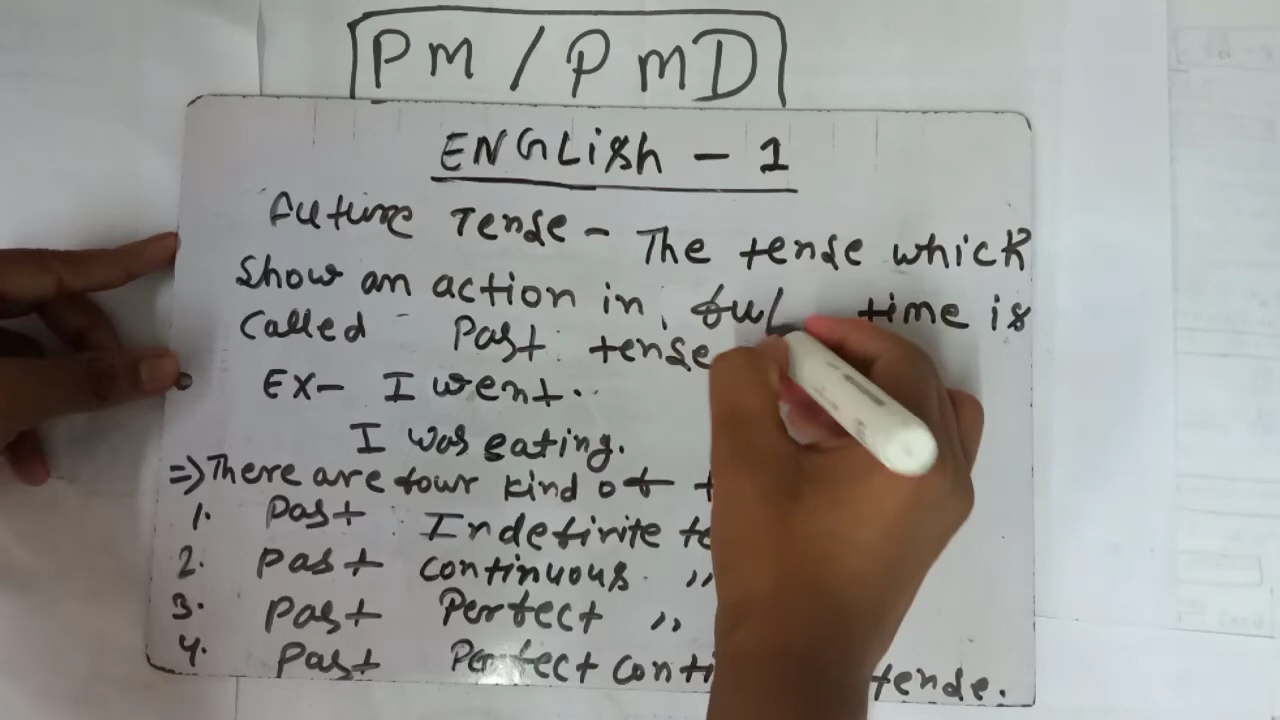 PM / PMD
ENGLish - 1
Future Tense - The tense which
show an action in time is
called Past tense
EX- I went.
I was eating.
=> There are four kind of
1. Past Indefinite
2. Past continuous ,,
3. Past Perfect ,,
4. Past Perfect tense.